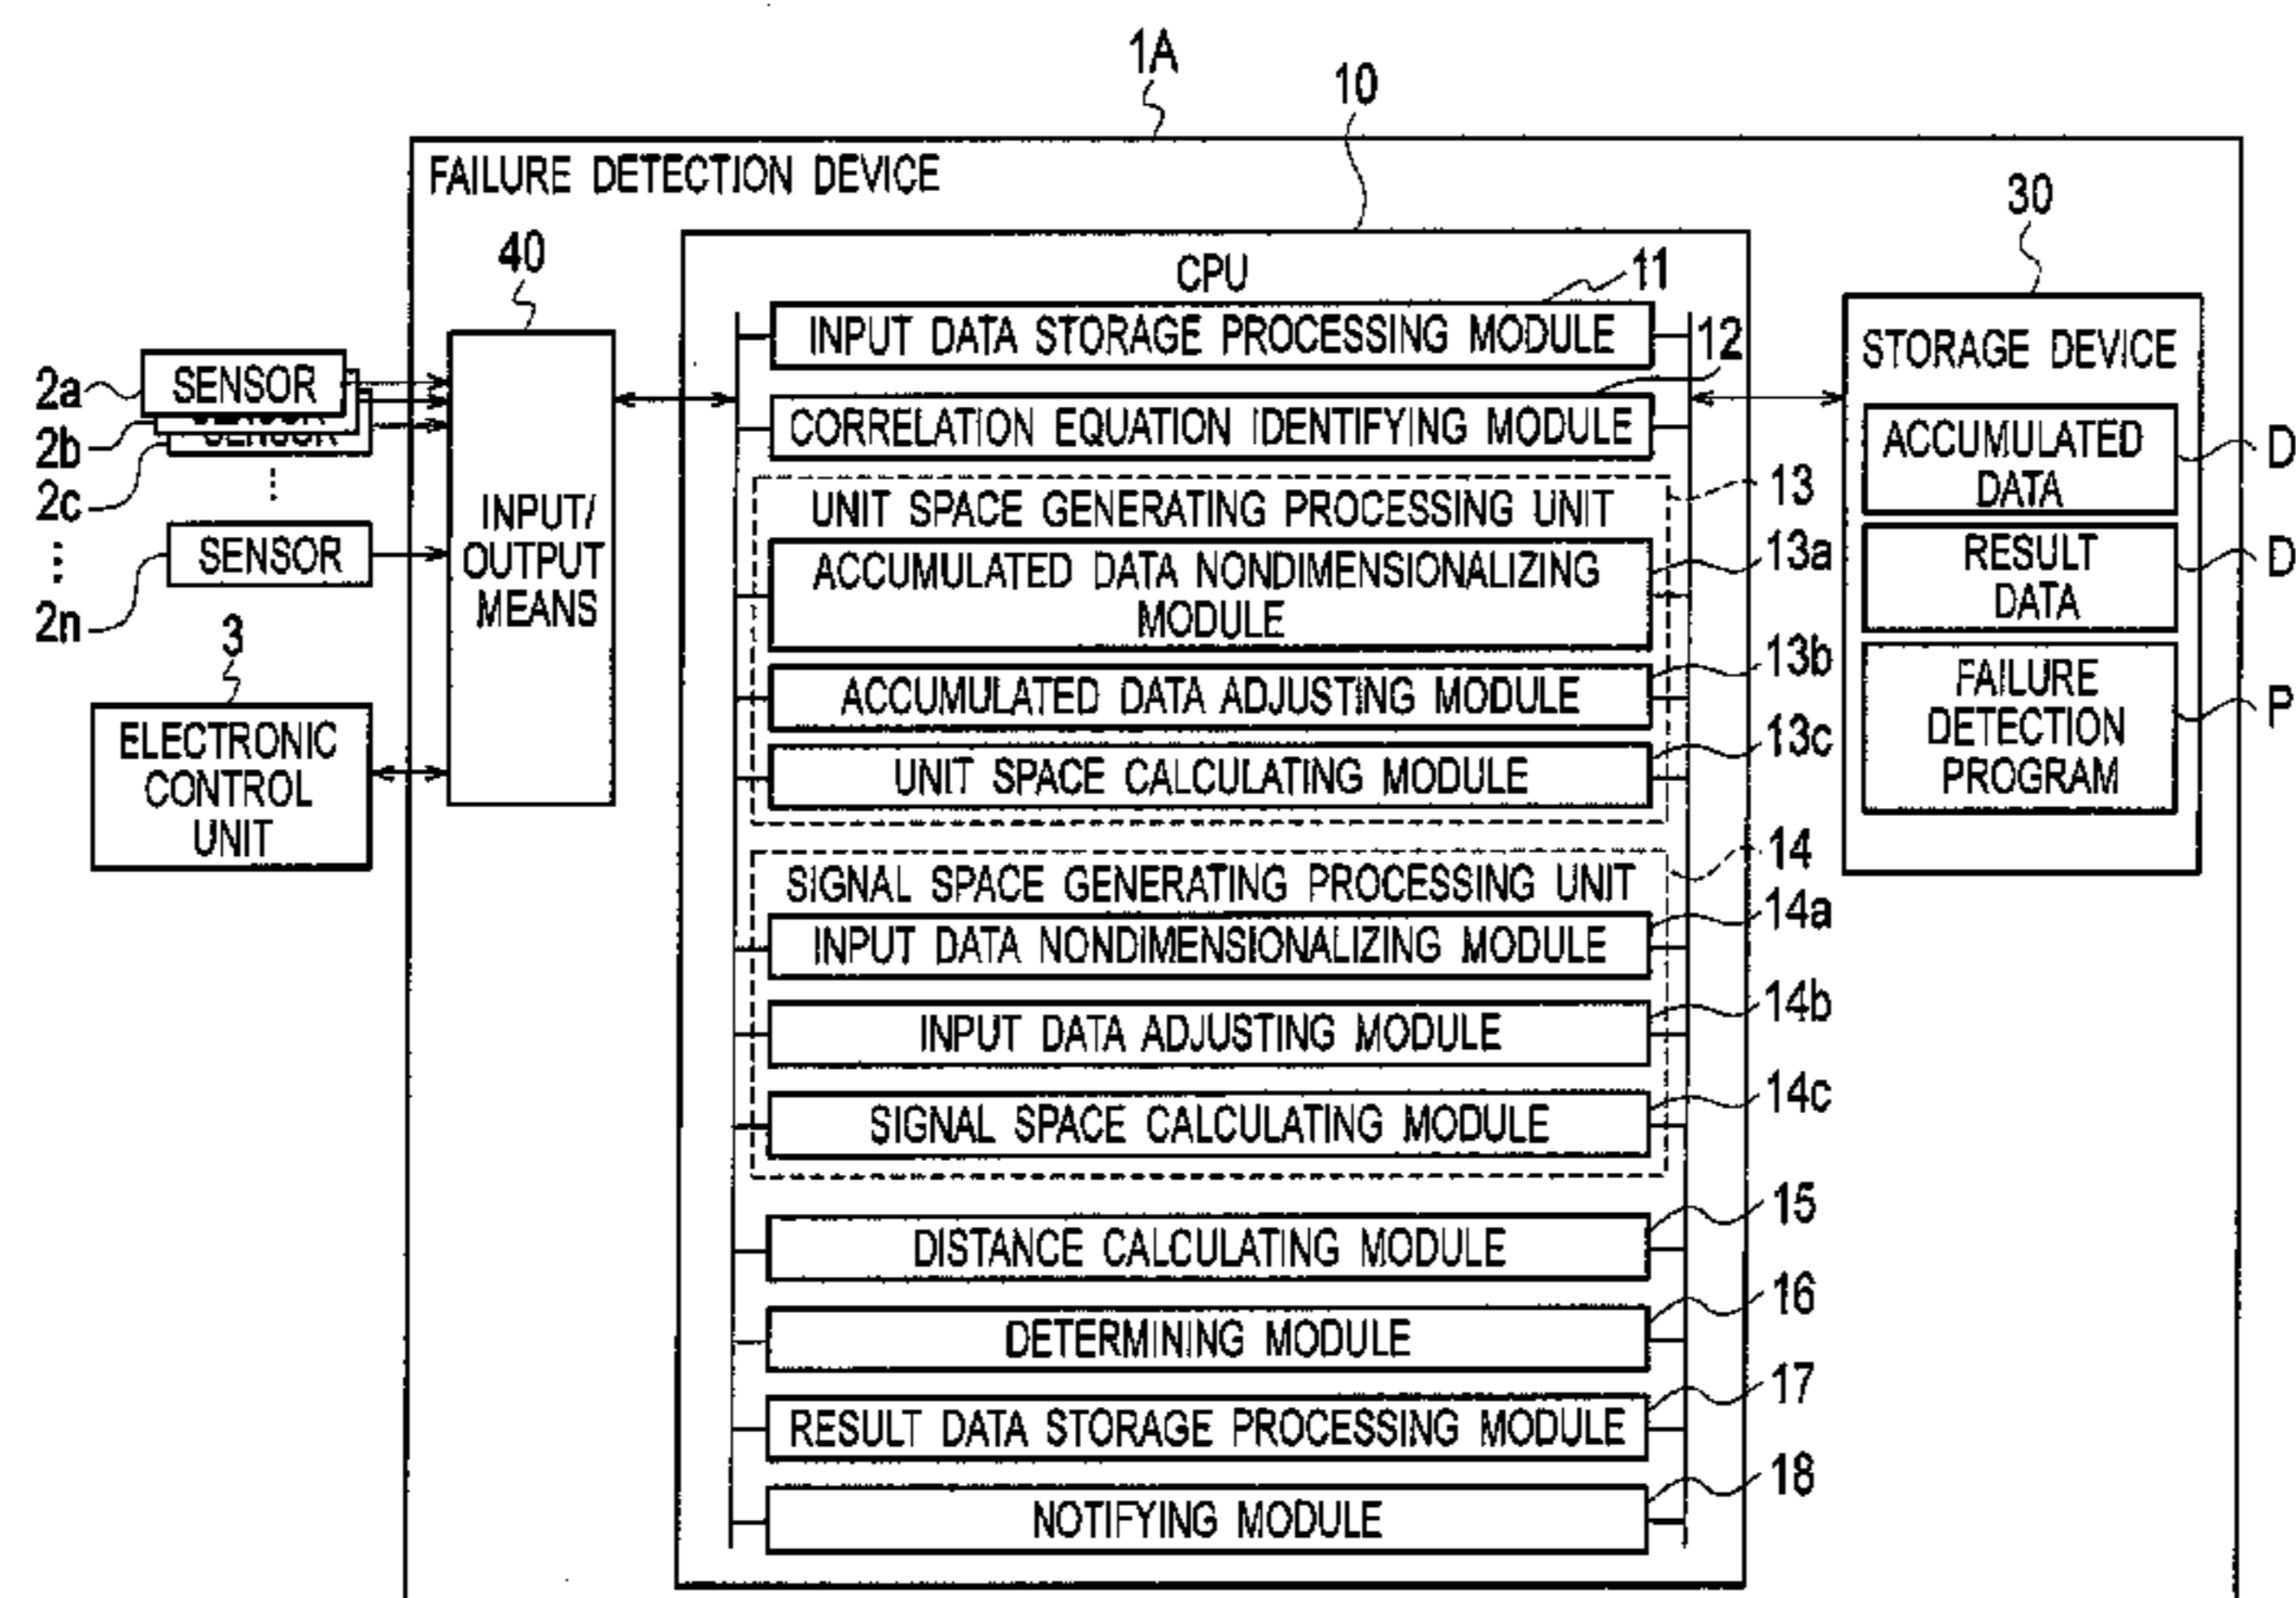 1A
10
FAILURE DETECTION DEVICE
30
40
CPU
11
INPUT DATA STORAGE PROCESSING MODULE
12
STORAGE DEVICE
2a
SENSOR
CORRELATION EQUATION IDENTIFYING MODULE
2b
SENSOR
2c
ACCUMULATED
DATA
D
UNIT SPACE GENERATING PROCESSING UNIT
13
INPUT/
OUTPUT
MEANS
SENSOR
2n
ACCUMULATED DATA NONDIMENSIONALIZING
MODULE
13a
RESULT
DATA
D
3
ACCUMULATED DATA ADJUSTING MODULE
13b
FAILURE
DETECTION
PROGRAM
P
ELECTRONIC
CONTROL
UNIT
UNIT SPACE CALCULATING MODULE
13c
SIGNAL SPACE GENERATING PROCESSING UNIT
14
INPUT DATA NONDIMENSIONALIZING MODULE
14a
INPUT DATA ADJUSTING MODULE
14b
SIGNAL SPACE CALCULATING MODULE
14c
DISTANCE CALCULATING MODULE
15
DETERMINING MODULE
16
RESULT DATA STORAGE PROCESSING MODULE
17
NOTIFYING MODULE
18